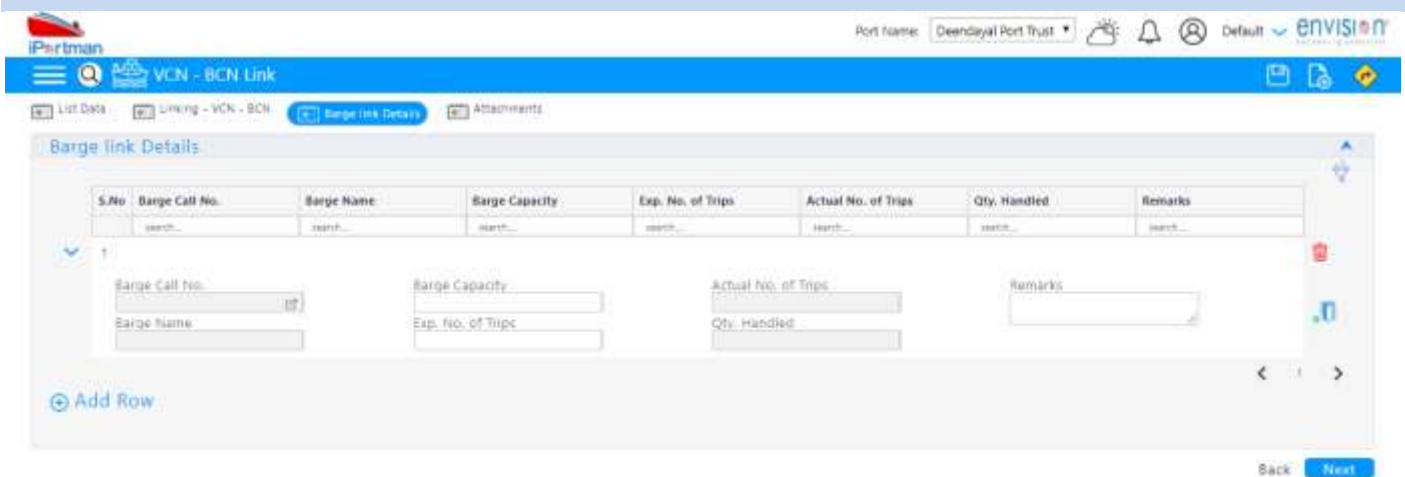 iPortman
Port Name: Deendayal Port Trust Default envision
VCN - BCN Link
List Data Linking - VCN - BCN Barge link Details Attachments
Barge link Details
S.No Barge Call No. Barge Name Barge Capacity Exp. No. of Trips Actual No. of Trips Qty. Handled Remarks
search... search... search... search... search... search... search...
1
Barge Call No. Barge Capacity Actual No. of Trips Remarks
Barge Name Exp. No. of Trips Qty. Handled
1
Add Row
Back Next